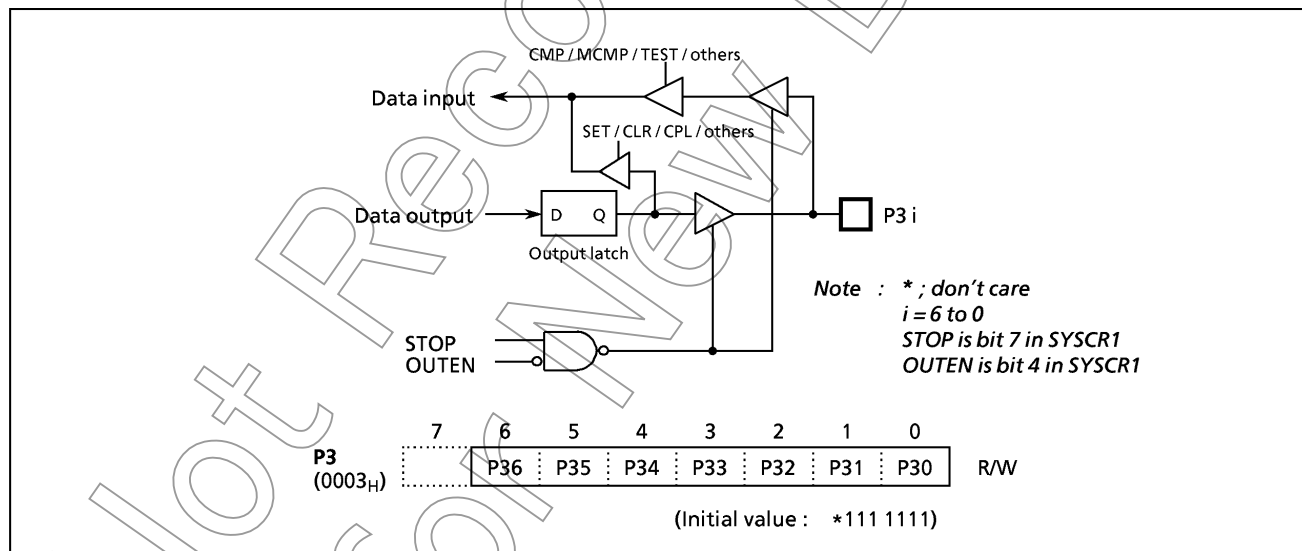 CMP / MCMP / TEST / others
Data input
SET / CLR / CPL / others
Data output
D Q
P3 i
Output latch
Note : * ; don't care
i = 6 to 0
STOP is bit 7 in SYSCR1
OUTEN is bit 4 in SYSCR1
STOP
OUTEN
7 6 5 4 3 2 1 0
P3
(0003H)
P36 P35 P34 P33 P32 P31 P30 R/W
(Initial value : *111 1111)